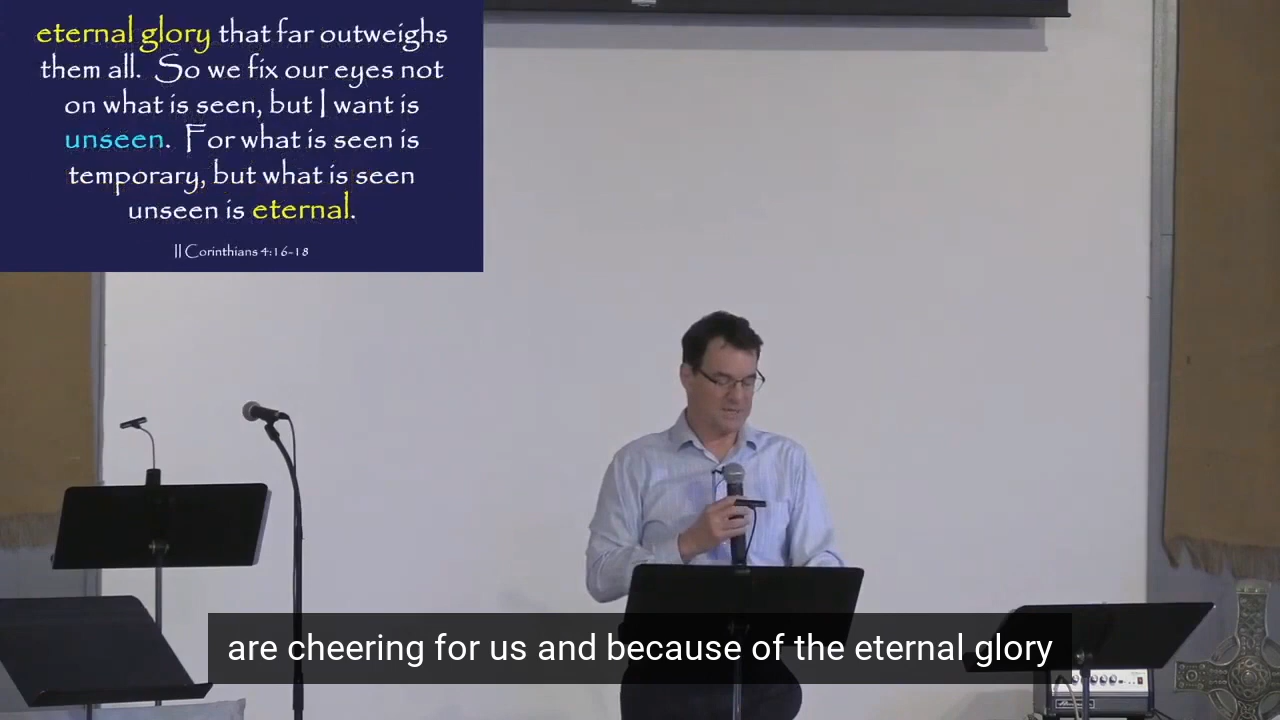 eternal glory that far outweighs
them all. So we fix our eyes not
on what is seen, but I want is
unseen. For what is seen is
temporary, but what is seen
unseen is eternal.
II Corinthians 4:16-18
are cheering for us and because of the eternal glory